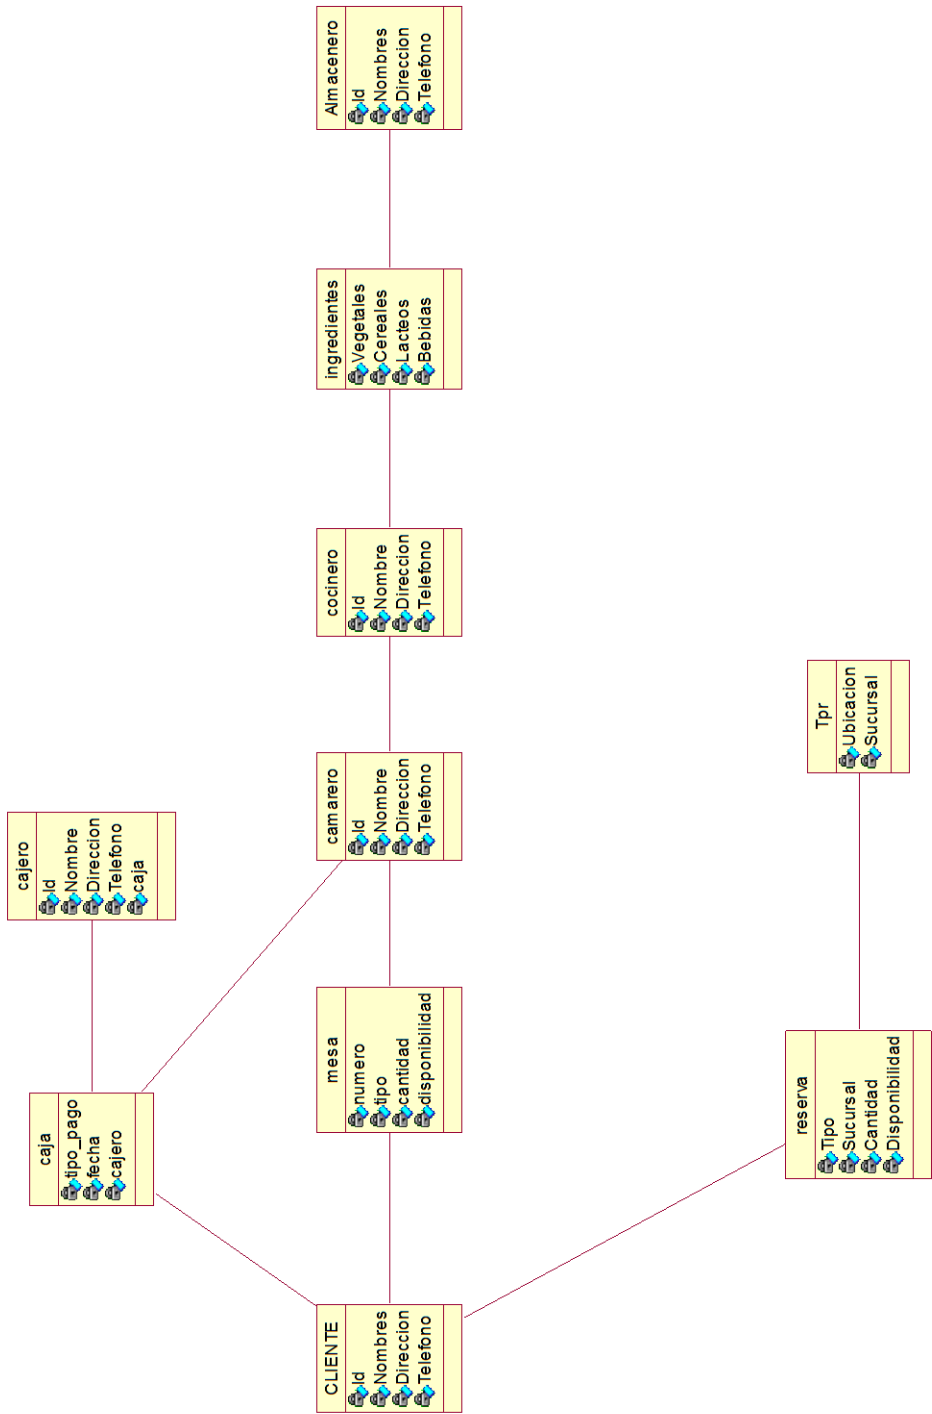 cajero
Id
Nombre
Direccion
Telefono
caja
caja
tipo_pago
fecha
cajero
CLIENTE
Id
Nombres
Direccion
Telefono
mesa
numero
tipo
cantidad
disponibilidad
camarero
Id
Nombre
Direccion
Telefono
cocinero
Id
Nombre
Direccion
Telefono
ingredientes
Vegetales
Cereales
Lacteos
Bebidas
Almacenero
Id
Nombres
Direccion
Telefono
reserva
Tipo
Sucursal
Cantidad
Disponibilidad
Tpr
Ubicacion
Sucursal